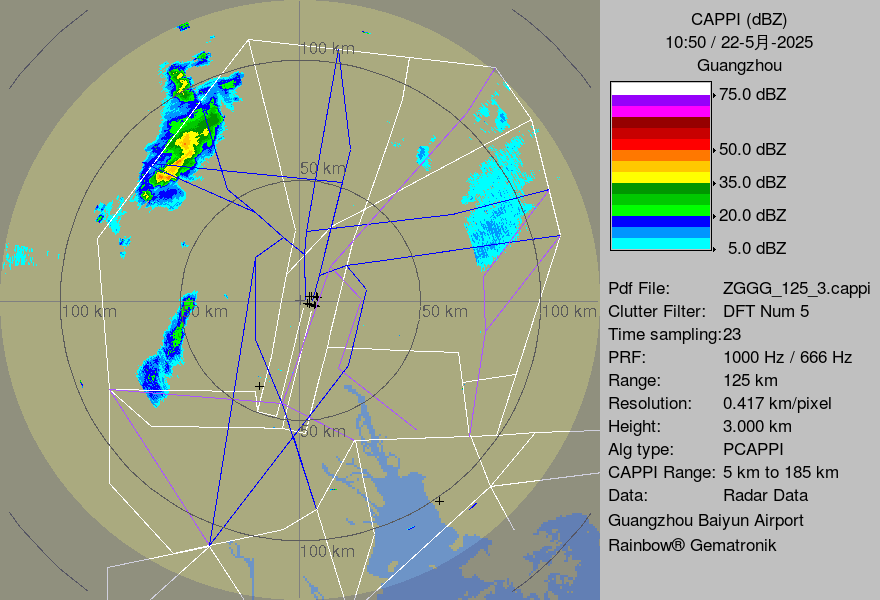 CAPPI (dBZ)
10:50 / 22-5月-2025
Guangzhou
75.0 dBZ
50.0 dBZ
35.0 dBZ
20.0 dBZ
5.0 dBZ
Pdf File: ZGGG_125_3.cappi
Clutter Filter: DFT Num 5
Time sampling:23
PRF: 1000 Hz / 666 Hz
Range: 125 km
Resolution: 0.417 km/pixel
Height: 3.000 km
Alg type: PCAPPI
CAPPI Range: 5 km to 185 km
Data: Radar Data
Guangzhou Baiyun Airport
Rainbow® Gematronik
100 km
50 km
100 km
50 km
50 km
100 km
50 km
100 km